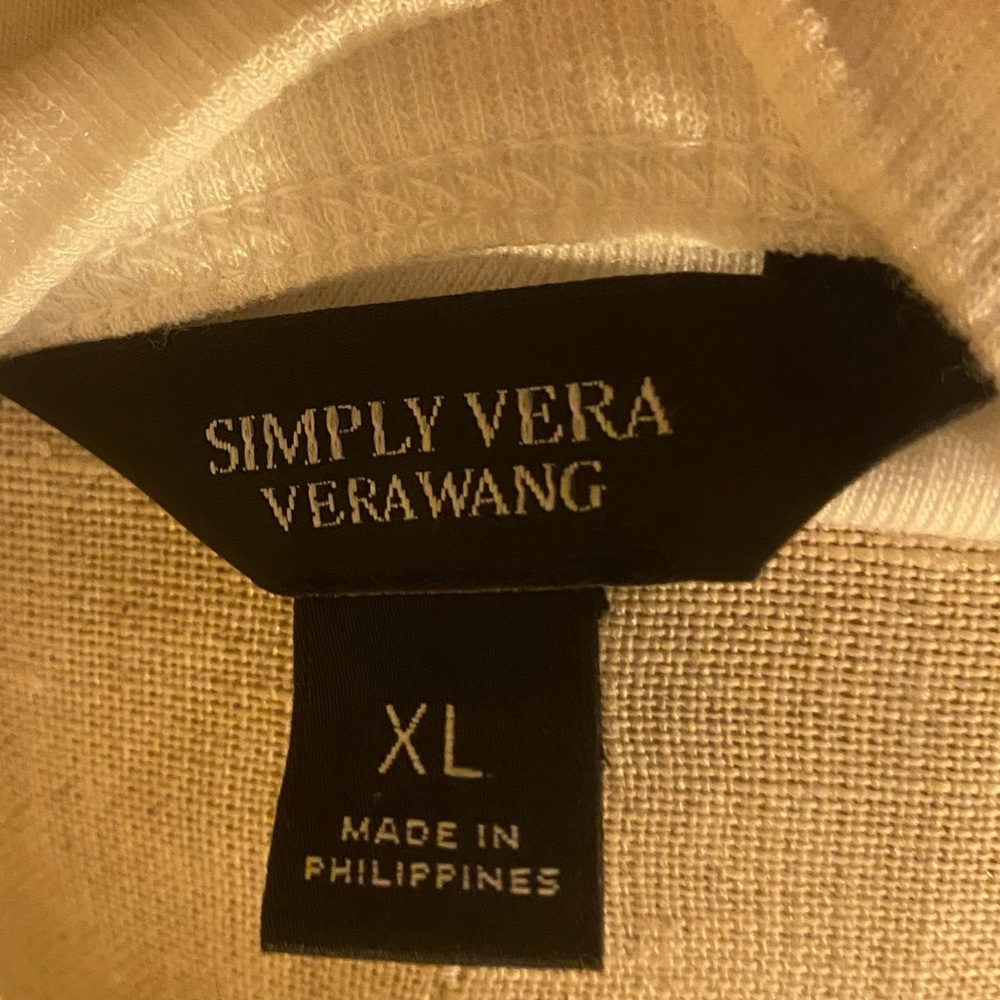 SIMPLY VERA
VERAWANG
XL
MADE IN
PHILIPPINES